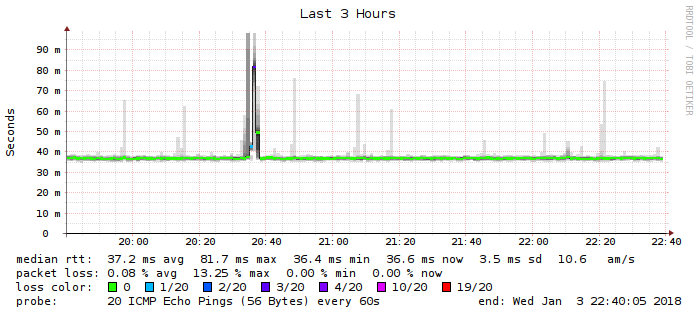 Last 3 Hours
RRDTOOL / TOBI OETIKER
Seconds
90 m
80 m
70 m
60 m
50 m
40 m
30 m
20 m
10 m
0
20:00 20:20 20:40 21:00 21:20 21:40 22:00 22:20 22:40
median rtt: 37.2 ms avg 81.7 ms max 36.4 ms min 36.6 ms now 3.5 ms sd 10.6 am/s
packet loss: 0.08 % avg 13.25 % max 0.00 % min 0.00 % now
loss color: 0 1/20 2/20 3/20 4/20 10/20 19/20
probe: 20 ICMP Echo Pings (56 Bytes) every 60s end: Wed Jan 3 22:40:05 2018